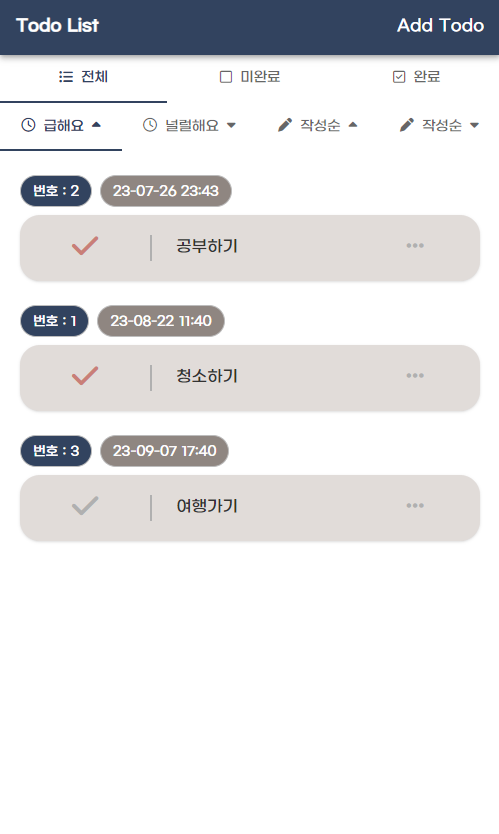 Todo List Add Todo
전체 미완료 완료
급해요 널럴해요 작성순 작성순
번호 : 2 23-07-26 23:43
공부하기
번호 : 1 23-08-22 11:40
청소하기
번호 : 3 23-09-07 17:40
여행가기